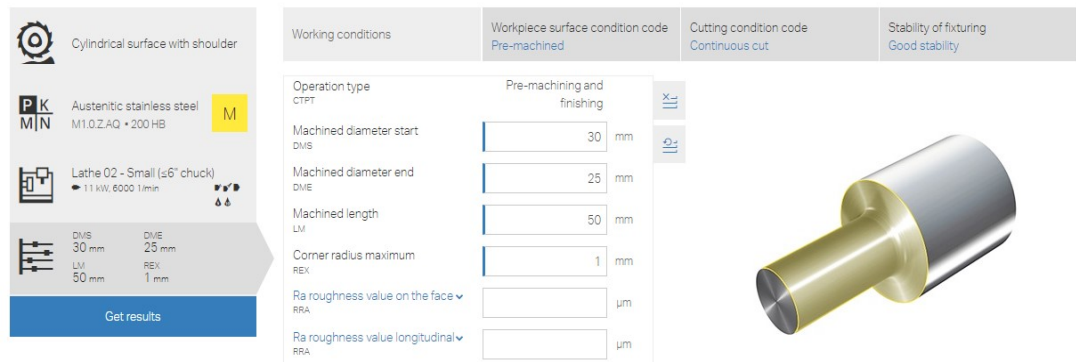 Cylindrical surface with shoulder
P K
M N
Austenitic stainless steel
M1.0.Z.AQ • 200 HB
M
Lathe 02 - Small (≤6" chuck)
11 kW, 6000 1/min
DMS
30 mm
DME
25 mm
LM
50 mm
REX
1 mm
Get results
Working conditions
Workpiece surface condition code
Pre-machined
Cutting condition code
Continuous cut
Stability of fixturing
Good stability
Operation type
CTPT
Pre-machining and
finishing
Machined diameter start
DMS
30 mm
Machined diameter end
DME
25 mm
Machined length
LM
50 mm
Corner radius maximum
REX
1 mm
Ra roughness value on the face
RRA
µm
Ra roughness value longitudinal
RRA
µm